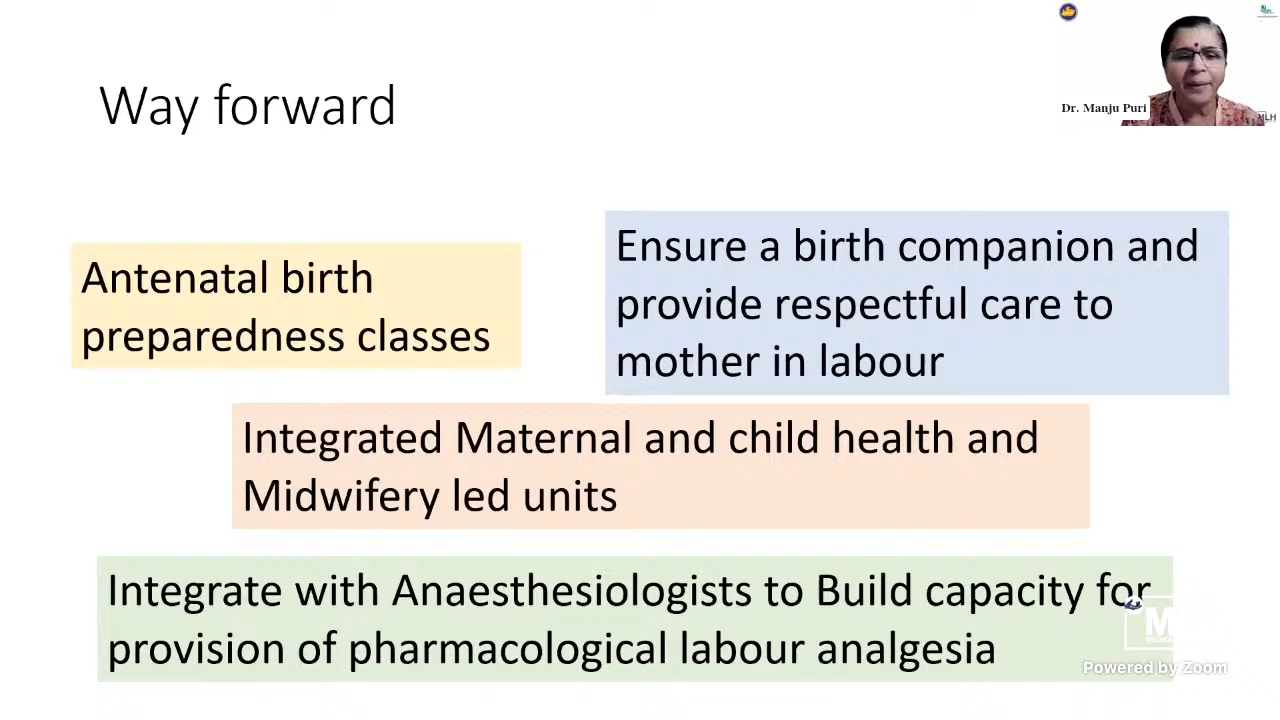 Way forward
Dr. Manju Puri
MLH
Antenatal birth
preparedness classes
Ensure a birth companion and
provide respectful care to
mother in labour
Integrated Maternal and child health and
Midwifery led units
Integrate with Anaesthesiologists to Build capacity for
provision of pharmacological labour analgesia
Powered by Zoom